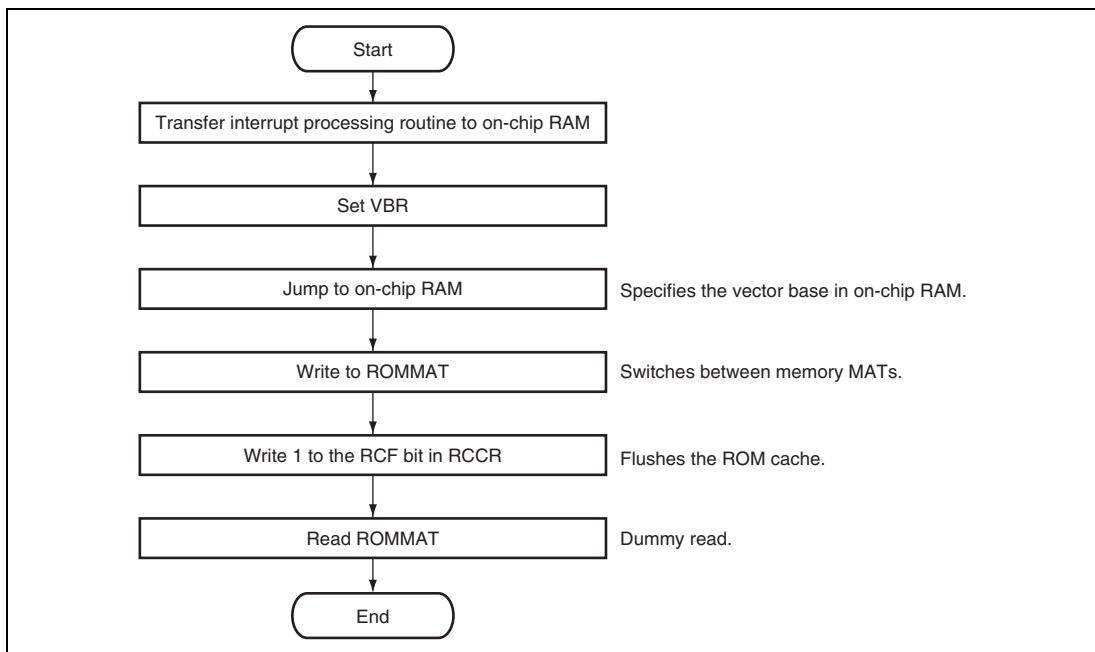 Start
Transfer interrupt processing routine to on-chip RAM
Set VBR
Jump to on-chip RAM
Specifies the vector base in on-chip RAM.
Write to ROMMAT
Switches between memory MATs.
Write 1 to the RCF bit in RCCR
Flushes the ROM cache.
Read ROMMAT
Dummy read.
End